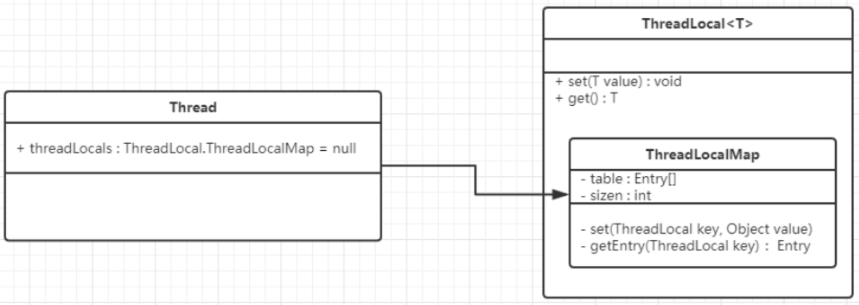 Thread
+ threadLocals : ThreadLocal.ThreadLocalMap = null
ThreadLocal<T>
+ set(T value) : void
+ get() : T
ThreadLocalMap
- table : Entry[]
- sizen : int
- set(ThreadLocal key, Object value)
- getEntry(ThreadLocal key) : Entry